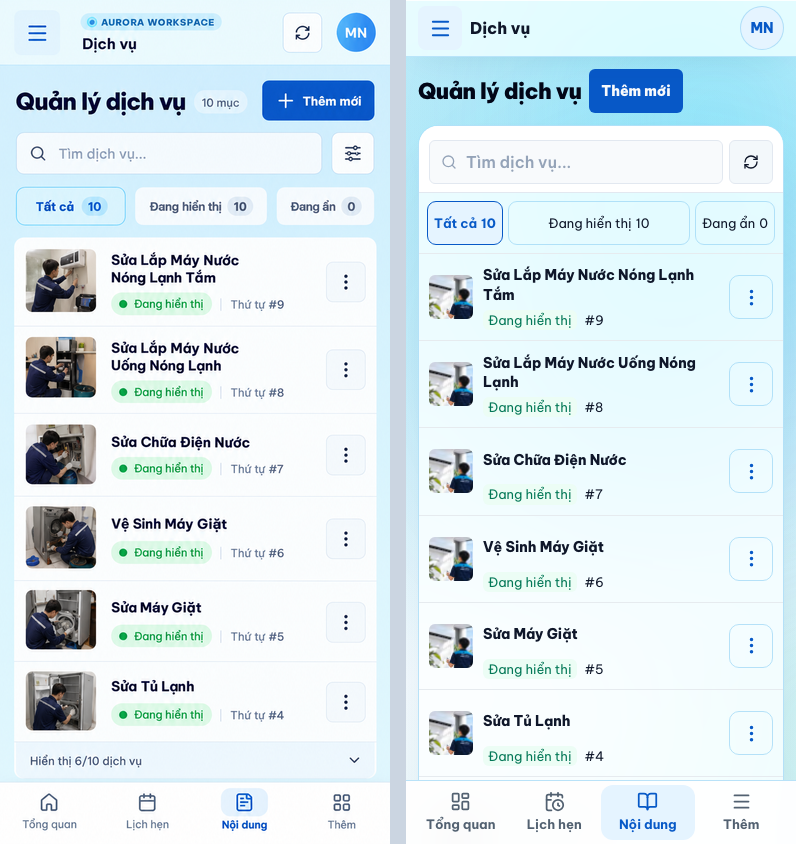 AURORA WORKSPACE
Dịch vụ
MN
Quản lý dịch vụ
10 mục
Thêm mới
Tìm dịch vụ...
Tất cả 10
Đang hiển thị 10
Đang ẩn 0
Sửa Lắp Máy Nước
Nóng Lạnh Tắm
Đang hiển thị
Thứ tự #9
Sửa Lắp Máy Nước
Uống Nóng Lạnh
Đang hiển thị
Thứ tự #8
Sửa Chữa Điện Nước
Đang hiển thị
Thứ tự #7
Vệ Sinh Máy Giặt
Đang hiển thị
Thứ tự #6
Sửa Máy Giặt
Đang hiển thị
Thứ tự #5
Sửa Tủ Lạnh
Đang hiển thị
Thứ tự #4
Hiển thị 6/10 dịch vụ
Tổng quan
Lịch hẹn
Nội dung
Thêm
Dịch vụ
MN
Quản lý dịch vụ
Thêm mới
Tìm dịch vụ...
Tất cả 10
Đang hiển thị 10
Đang ẩn 0
Sửa Lắp Máy Nước Nóng Lạnh
Tắm
Đang hiển thị
#9
Sửa Lắp Máy Nước Uống Nóng
Lạnh
Đang hiển thị
#8
Sửa Chữa Điện Nước
Đang hiển thị
#7
Vệ Sinh Máy Giặt
Đang hiển thị
#6
Sửa Máy Giặt
Đang hiển thị
#5
Sửa Tủ Lạnh
Đang hiển thị
#4
Tổng quan
Lịch hẹn
Nội dung
Thêm